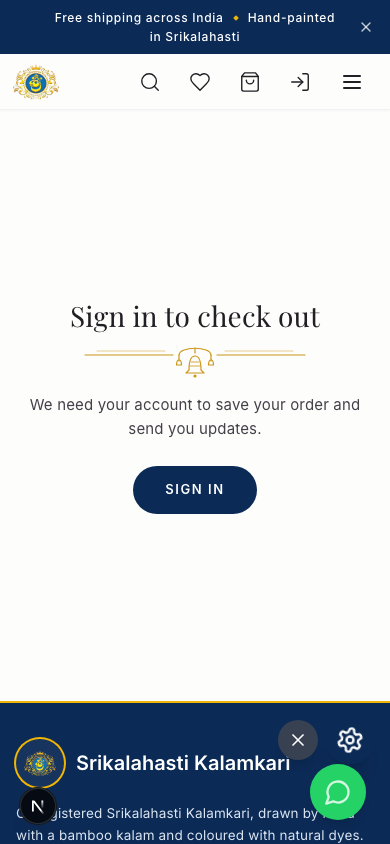 Free shipping across India 🔸 Hand-painted
in Srikalahasti
Sign in to check out
We need your account to save your order and
send you updates.
SIGN IN
Srikalahasti Kalamkari
N
registered Srikalahasti Kalamkari, drawn by
with a bamboo kalam and coloured with natural dyes.